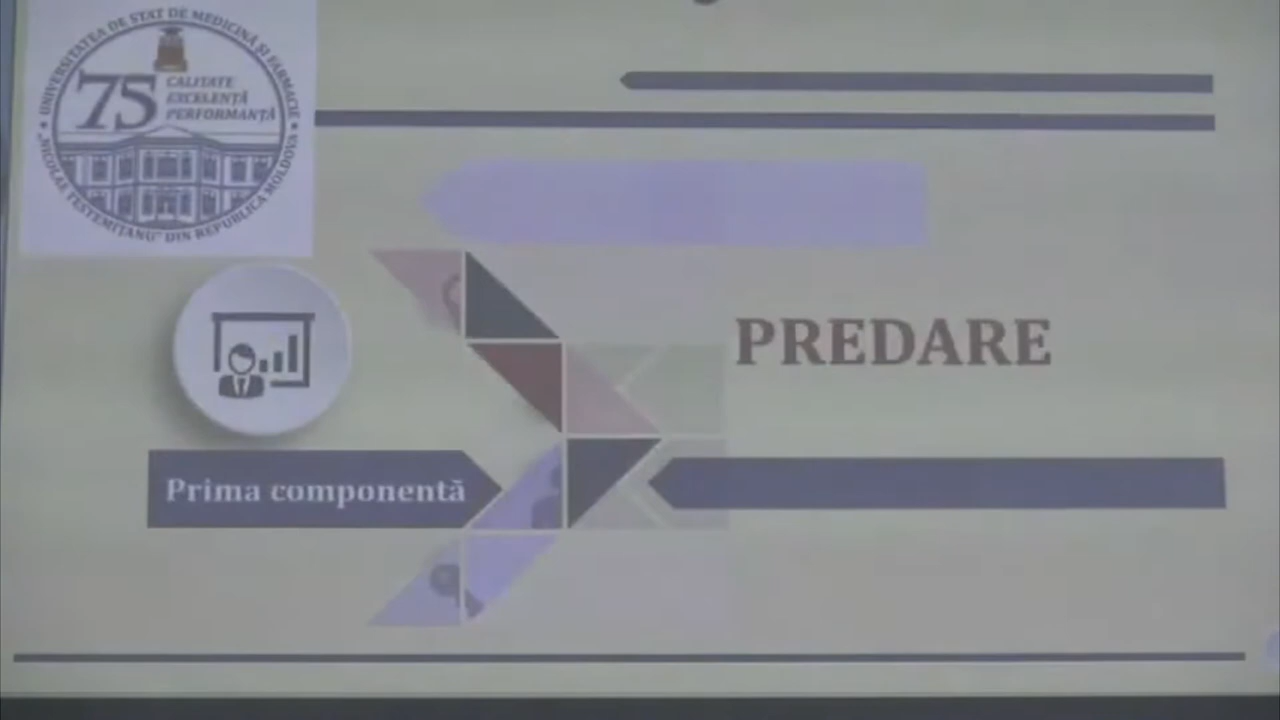 UNIVERSITATEA DE STAT DE MEDICINĂ ȘI FARMACIE
"NICOLAE TESTEMIȚANU" DIN REPUBLICA MOLDOVA
75
CALITATE
EXCELENȚĂ
PERFORMANȚĂ
PREDARE
Prima componentă